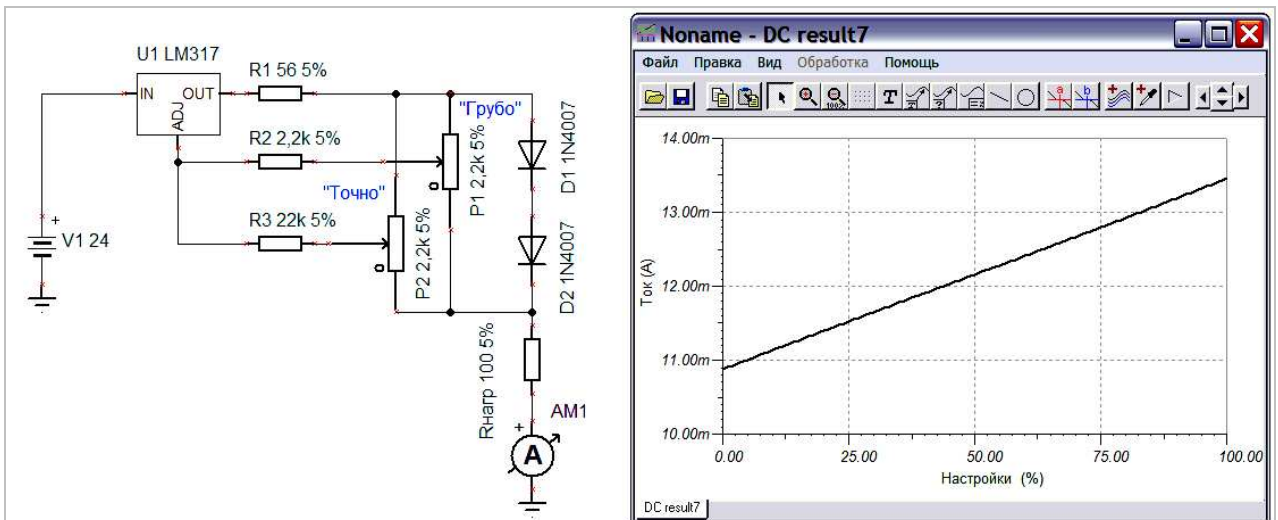 U1 LM317
IN OUT
ADJ
R1 56 5%
"Грубо"
R2 2,2k 5%
P1 2,2k 5%
D1 1N4007
"Точно"
R3 22k 5%
P2 2,2k 5%
D2 1N4007
+
V1 24
Rнагр 100 5%
AM1
+
A
Noname - DC result7
Файл Правка Вид Обработка Помощь
T
100%
a
b
14.00m
13.00m
12.00m
11.00m
10.00m
Ток (A)
0.00 25.00 50.00 75.00 100.00
Настройки (%)
DC result7